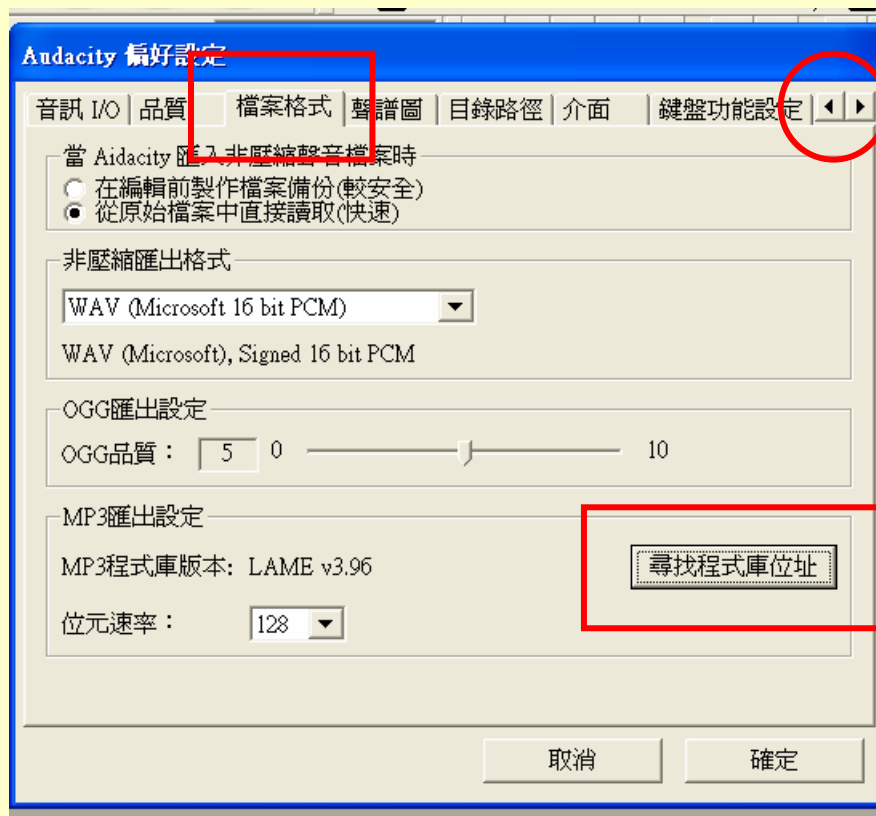 Audacity 偏好設定
音訊 I/O 品質 檔案格式 聲譜圖 目錄路徑 介面 鍵盤功能設定
當 Aidacity 匯入非壓縮聲音檔案時
在編輯前製作檔案備份(較安全)
從原始檔案中直接讀取(快速)
非壓縮匯出格式
WAV (Microsoft 16 bit PCM)
WAV (Microsoft), Signed 16 bit PCM
OGG匯出設定
OGG品質： 5 0 10
MP3匯出設定
MP3程式庫版本: LAME v3.96 尋找程式庫位址
位元速率： 128
取消 確定